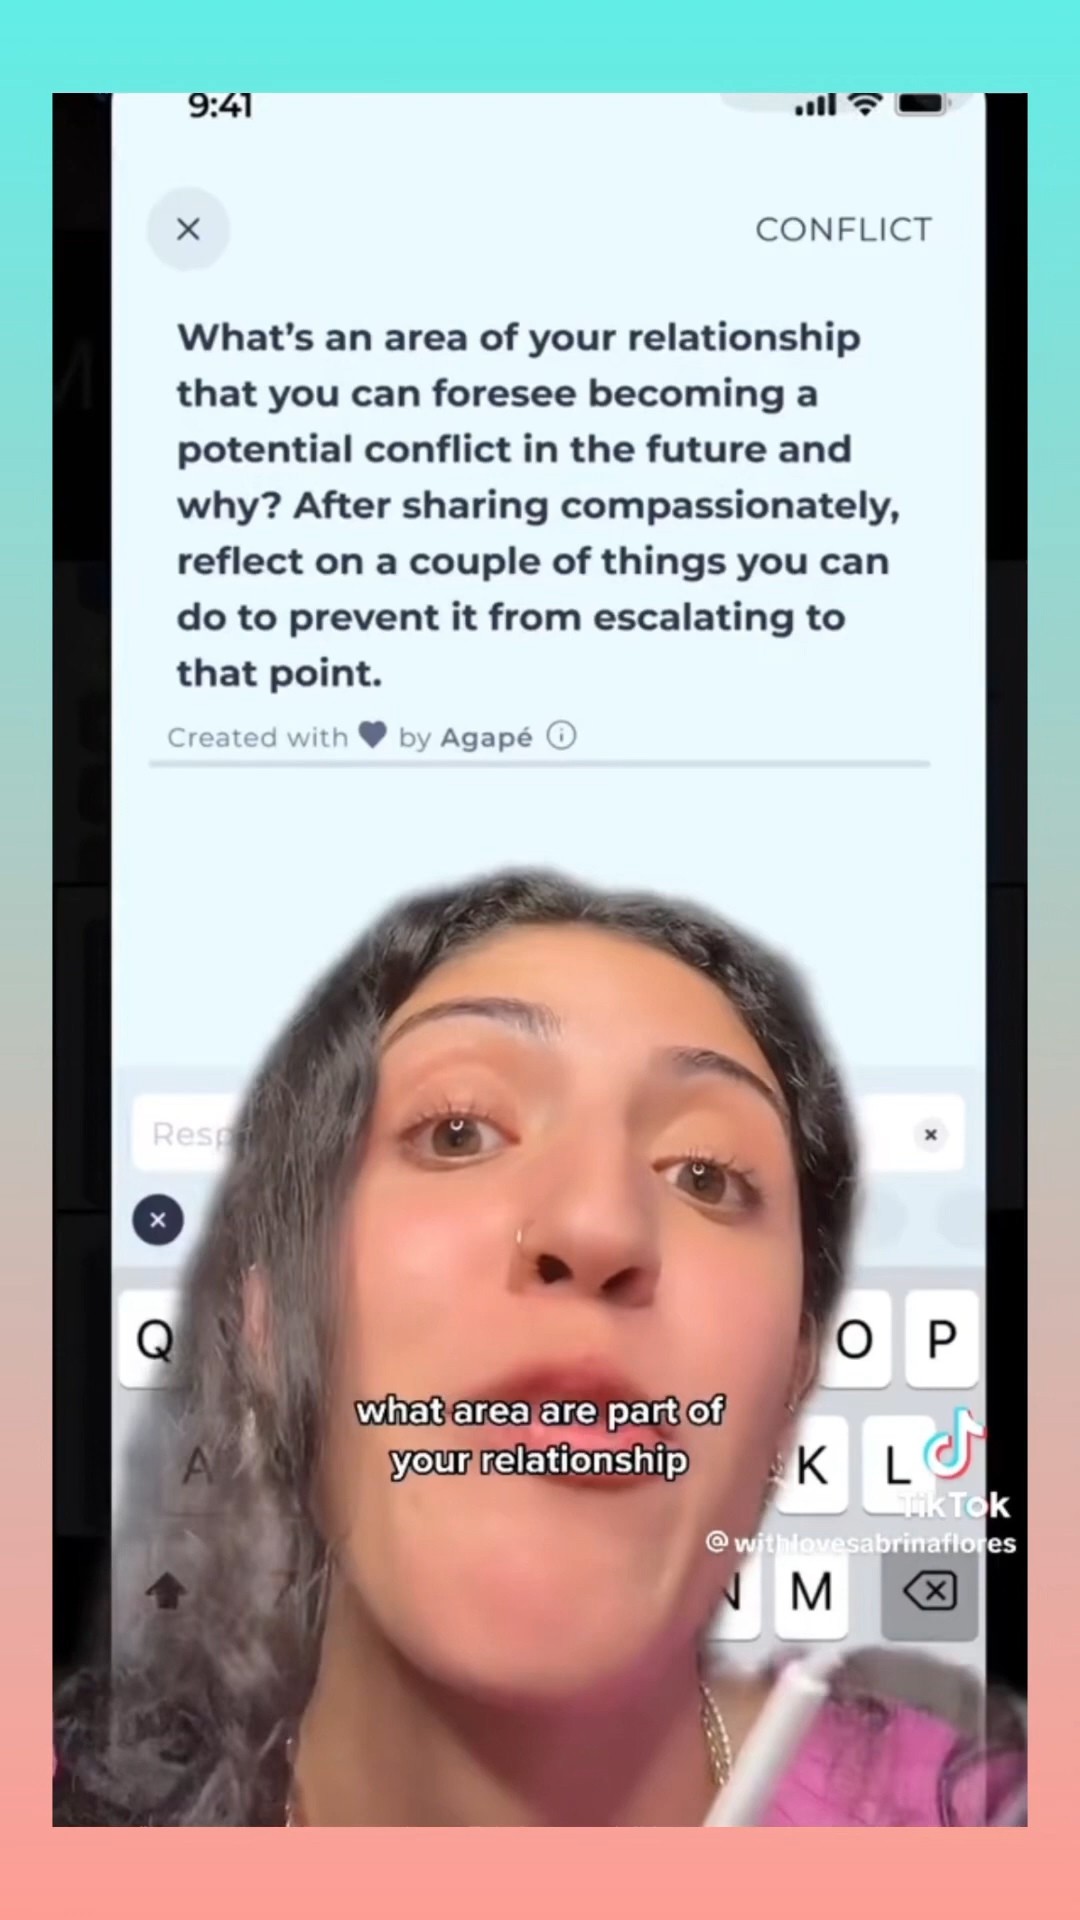 9:41
CONFLICT
What's an area of your relationship
that you can foresee becoming a
potential conflict in the future and
why? After sharing compassionately,
reflect on a couple of things you can
do to prevent it from escalating to
that point.
Created with by Agapé
Resp
Q O P
what area are part of
your relationship
A K L
TikTok
@withlovesabrinaflores
N M